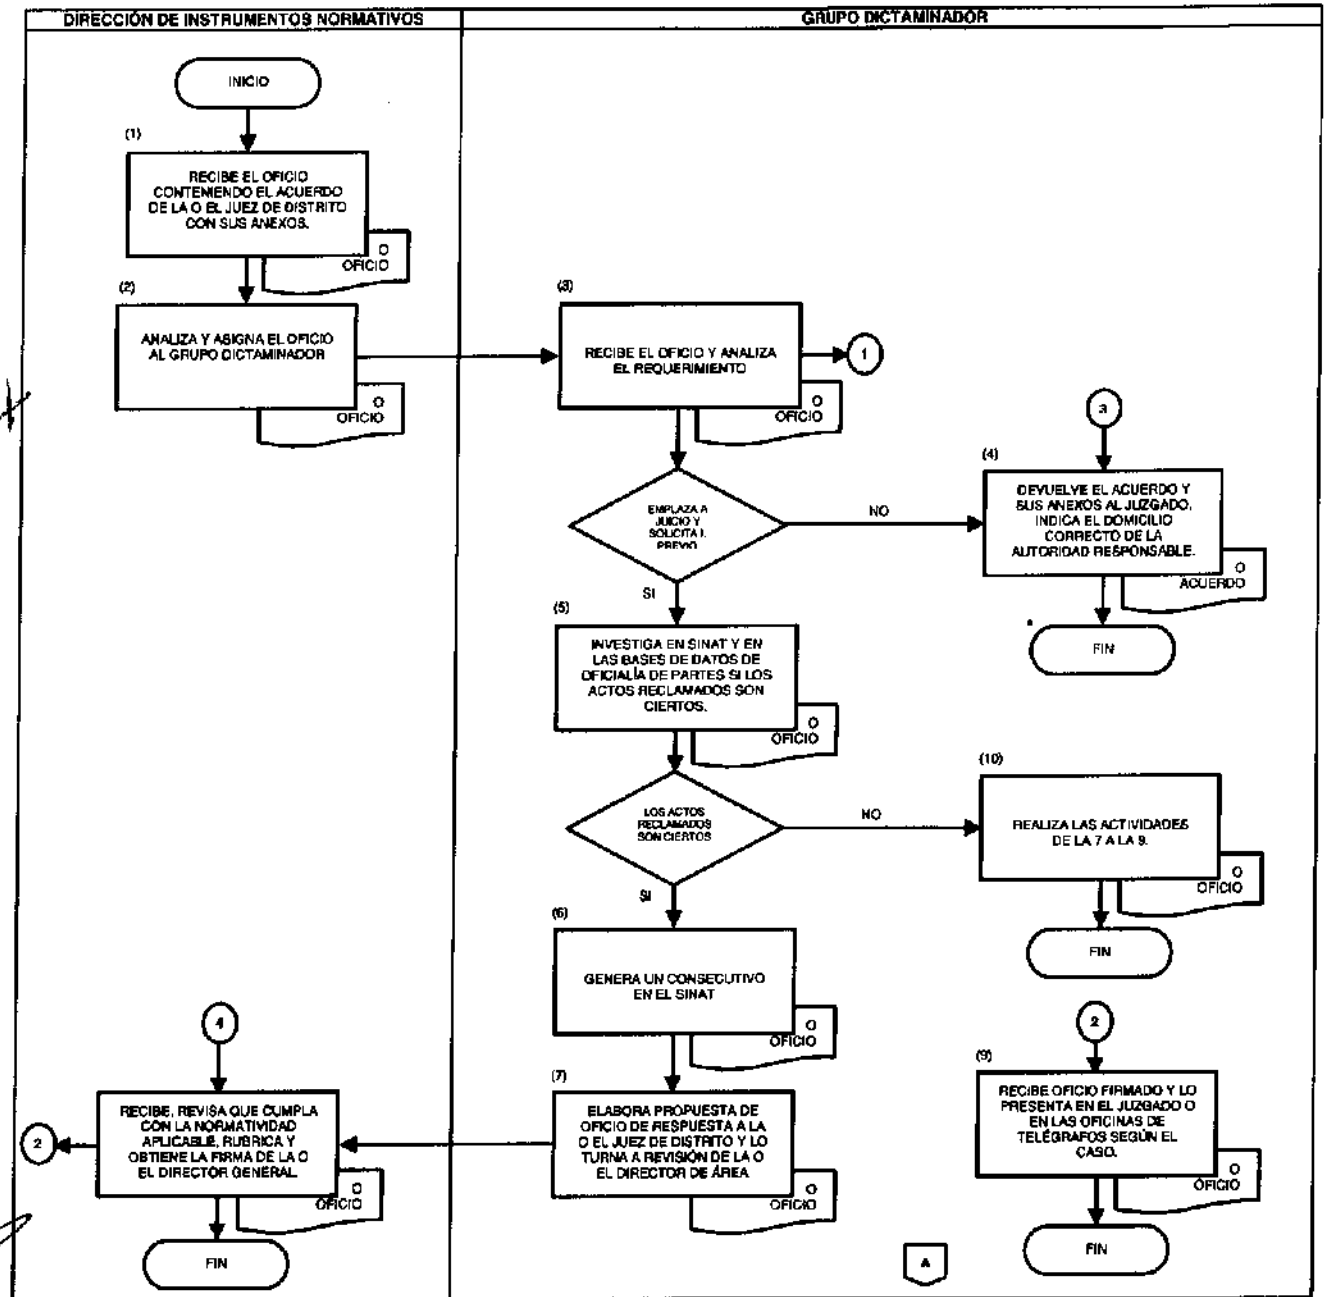 DIRECCIÓN DE INSTRUMENTOS NORMATIVOS
GRUPO DICTAMINADOR
INICIO
(1)
RECIBE EL OFICIO
CONTENIENDO EL ACUERDO
DE LA O EL JUEZ DE DISTRITO
CON SUS ANEXOS.
O
OFICIO
(2)
ANALIZA Y ASIGNA EL OFICIO
AL GRUPO DICTAMINADOR
O
OFICIO
(3)
RECIBE EL OFICIO Y ANALIZA
EL REQUERIMIENTO
O
OFICIO
1
EMPLAZA A
JUICIO Y
SOLICITA I.
PREVIO
NO
SI
3
(4)
DEVUELVE EL ACUERDO Y
SUS ANEXOS AL JUZGADO,
INDICA EL DOMICILIO
CORRECTO DE LA
AUTORIDAD RESPONSABLE.
O
ACUERDO
FIN
(5)
INVESTIGA EN SINAT Y EN
LAS BASES DE DATOS DE
OFICIALÍA DE PARTES SI LOS
ACTOS RECLAMADOS SON
CIERTOS.
O
OFICIO
LOS ACTOS
RECLAMADOS
SON CIERTOS
NO
SI
(10)
REALIZA LAS ACTIVIDADES
DE LA 7 A LA 9.
O
OFICIO
FIN
(6)
GENERA UN CONSECUTIVO
EN EL SINAT
O
OFICIO
(7)
ELABORA PROPUESTA DE
OFICIO DE RESPUESTA A LA
O EL JUEZ DE DISTRITO Y LO
TURNA A REVISIÓN DE LA O
EL DIRECTOR DE ÁREA
O
OFICIO
4
RECIBE, REVISA QUE CUMPLA
CON LA NORMATIVIDAD
APLICABLE, RUBRICA Y
OBTIENE LA FIRMA DE LA O
EL DIRECTOR GENERAL
O
OFICIO
2
FIN
2
(9)
RECIBE OFICIO FIRMADO Y LO
PRESENTA EN EL JUZGADO O
EN LAS OFICINAS DE
TELÉGRAFOS SEGÚN EL
CASO.
O
OFICIO
FIN
A